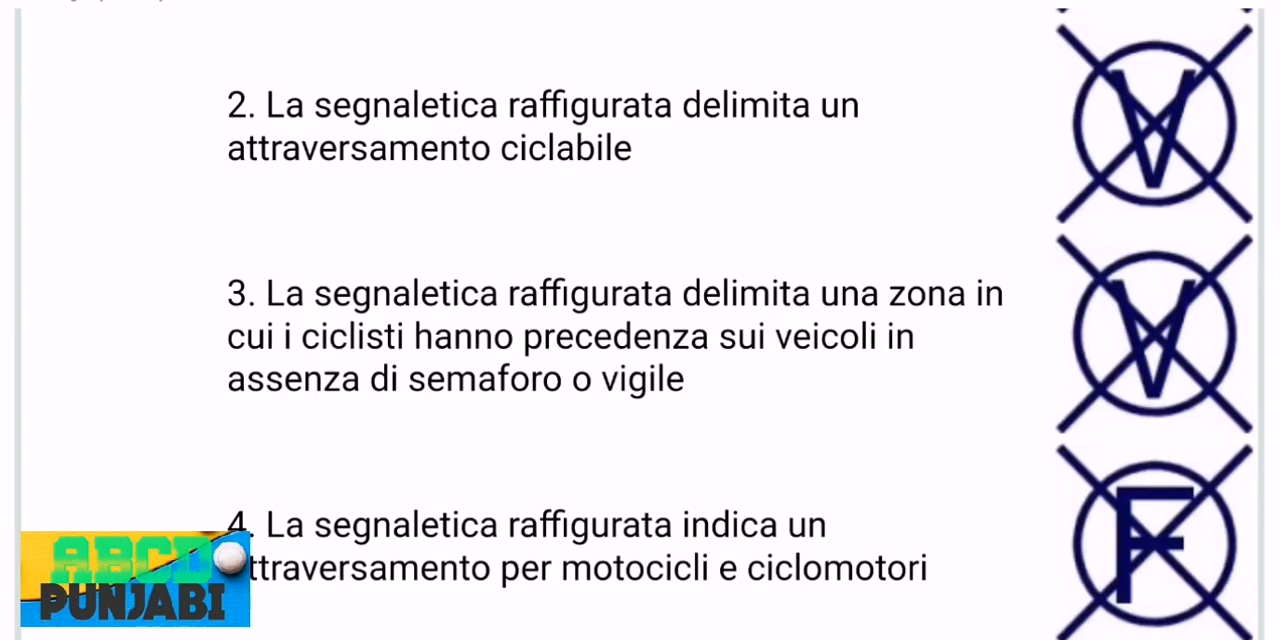 2. La segnaletica raffigurata delimita un
attraversamento ciclabile
V
3. La segnaletica raffigurata delimita una zona in
cui i ciclisti hanno precedenza sui veicoli in
assenza di semaforo o vigile
V
4. La segnaletica raffigurata indica un
ttraversamento per motocicli e ciclomotori
F
ABCD
PUNJABI